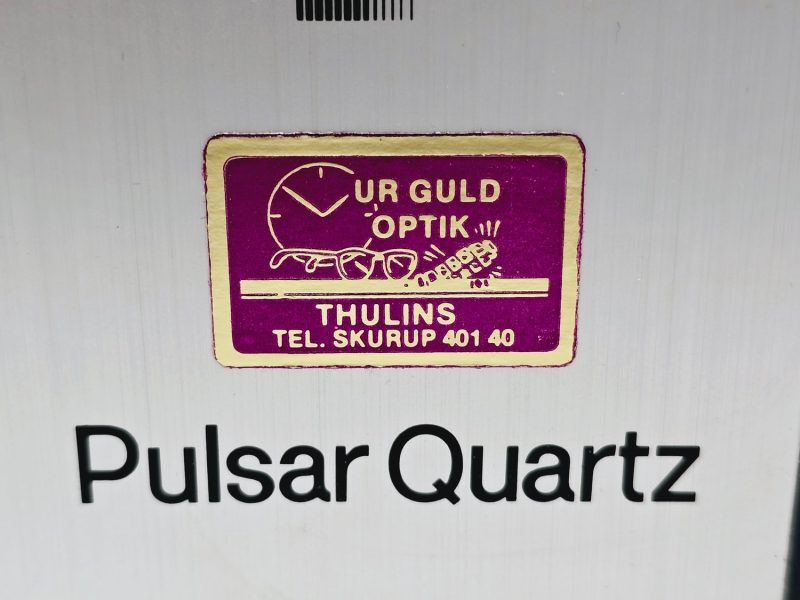 UR GULD
OPTIK
THULINS
TEL. SKURUP 401 40
Pulsar Quartz